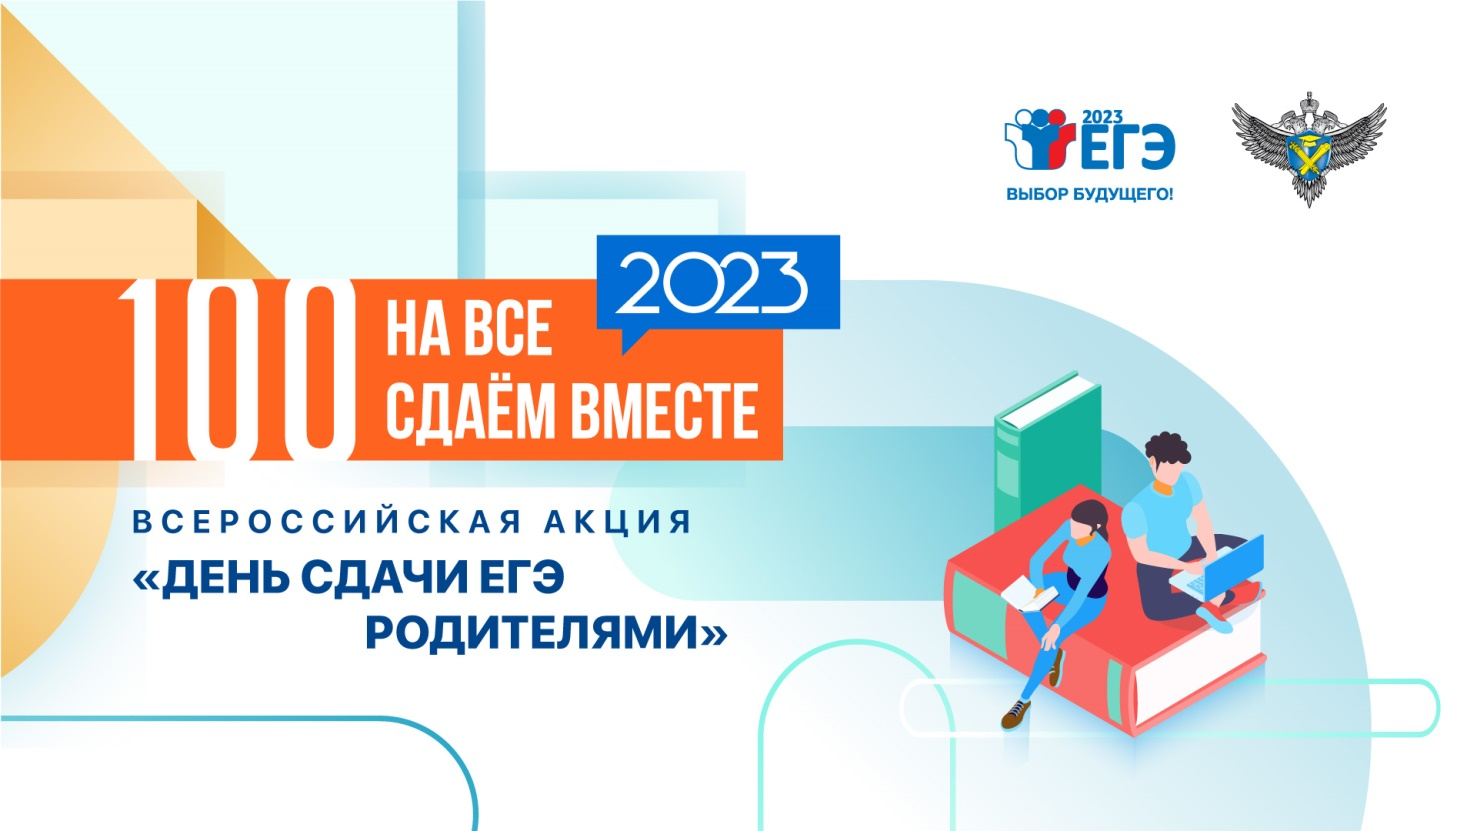 2023
ЕГЭ
ВЫБОР БУДУЩЕГО!
2023
100
НА ВСЕ
СДАЁМ ВМЕСТЕ
ВСЕРОССИЙСКАЯ АКЦИЯ
«ДЕНЬ СДАЧИ ЕГЭ
РОДИТЕЛЯМИ»